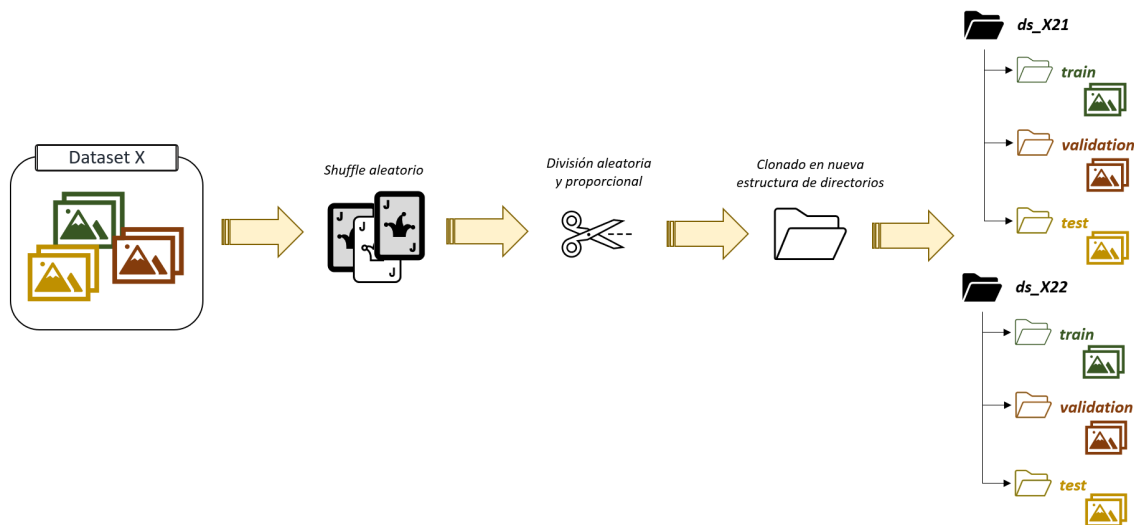 Dataset X
Shuffle aleatorio
J
J
J
J
J
División aleatoria
y proporcional
Clonado en nueva
estructura de directorios
ds_X21
train
validation
test
ds_X22
train
validation
test